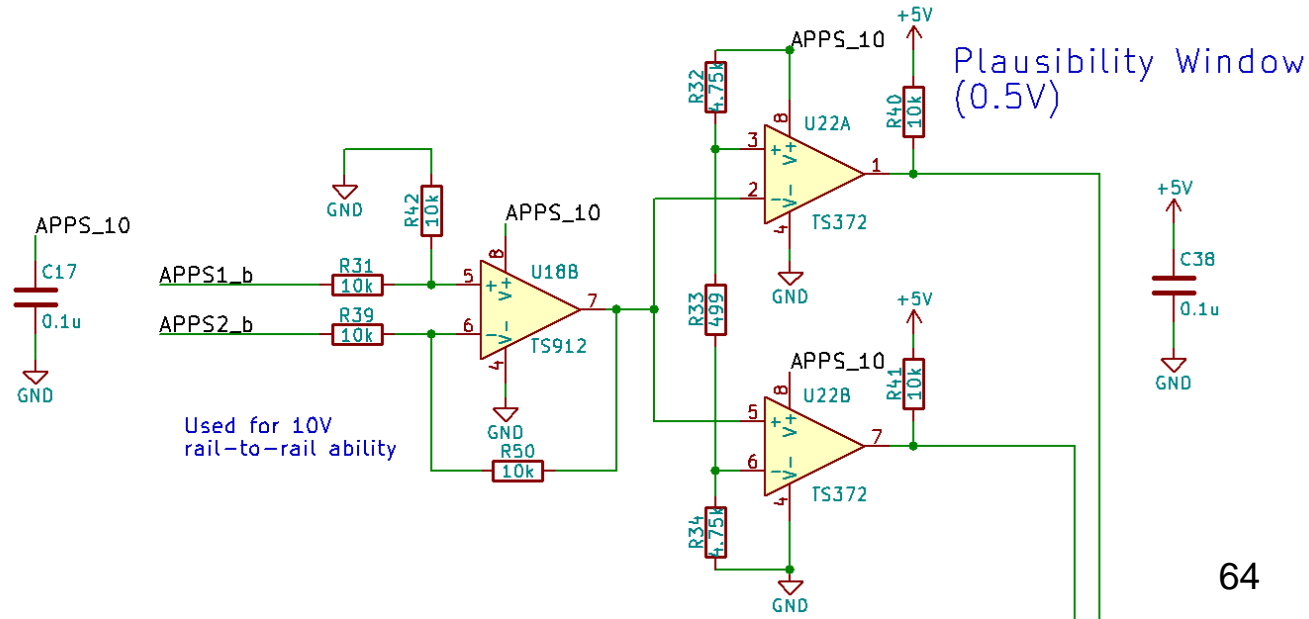 APPS_10
+5V
Plausibility Window
(0.5V)
R32
4.75k
R40
10k
8
U22A
3
+
V+
1
2
-
V-
4
TS372
GND
+5V
GND
R42
10k
APPS_10
APPS_10
C17
0.1u
GND
APPS1_b
R31
10k
5
+
V+
8
U18B
7
APPS2_b
R39
10k
6
-
V-
4
TS912
GND
R33
499
GND
+5V
C38
0.1u
GND
Used for 10V
rail-to-rail ability
R50
10k
APPS_10
R41
10k
8
U22B
5
+
V+
7
6
-
V-
4
TS372
R34
4.75k
GND
64